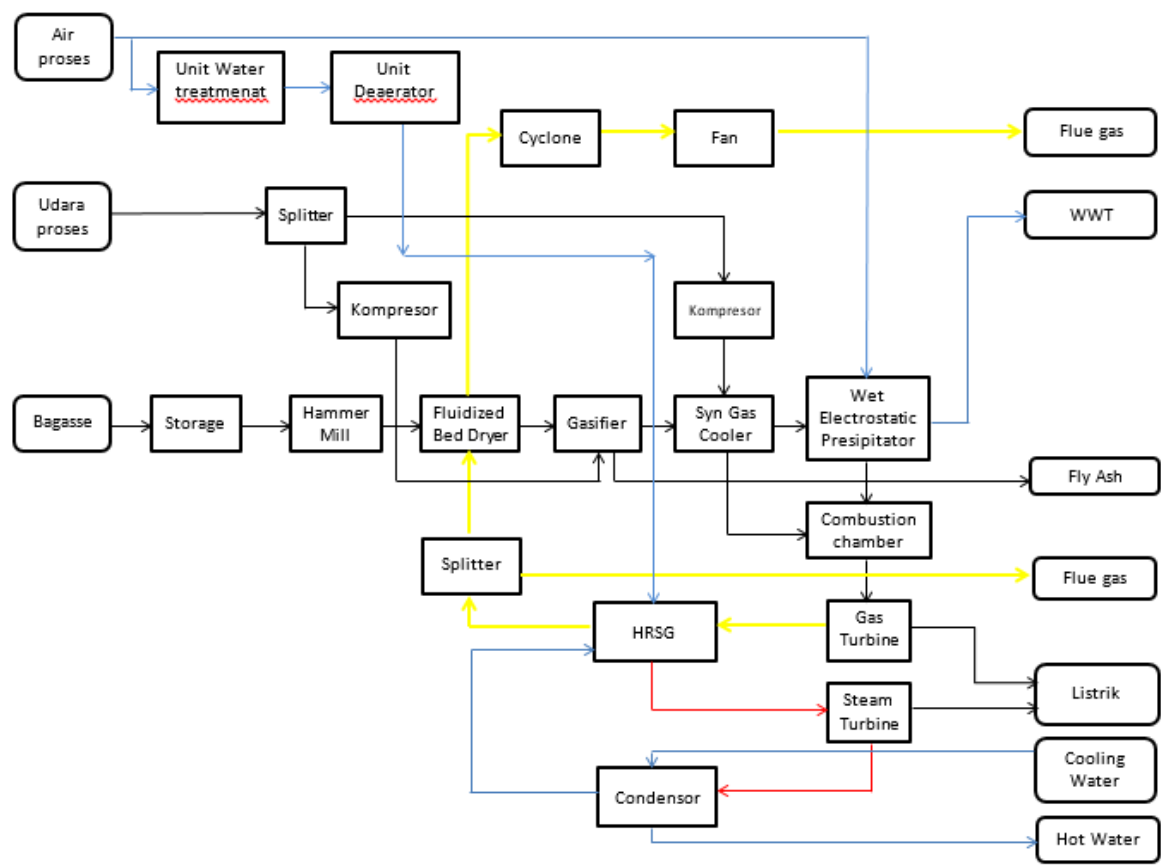 Air
proses
Unit Water
treatmenat
Unit
Deaerator
Cyclone
Fan
Flue gas
Udara
proses
Splitter
WWT
Kompresor
Kompresor
Bagasse
Storage
Hammer
Mill
Fluidized
Bed Dryer
Gasifier
Syn Gas
Cooler
Wet
Electrostatic
Presipitator
Fly Ash
Combustion
chamber
Splitter
Flue gas
HRSG
Gas
Turbine
Listrik
Steam
Turbine
Cooling
Water
Condensor
Hot Water